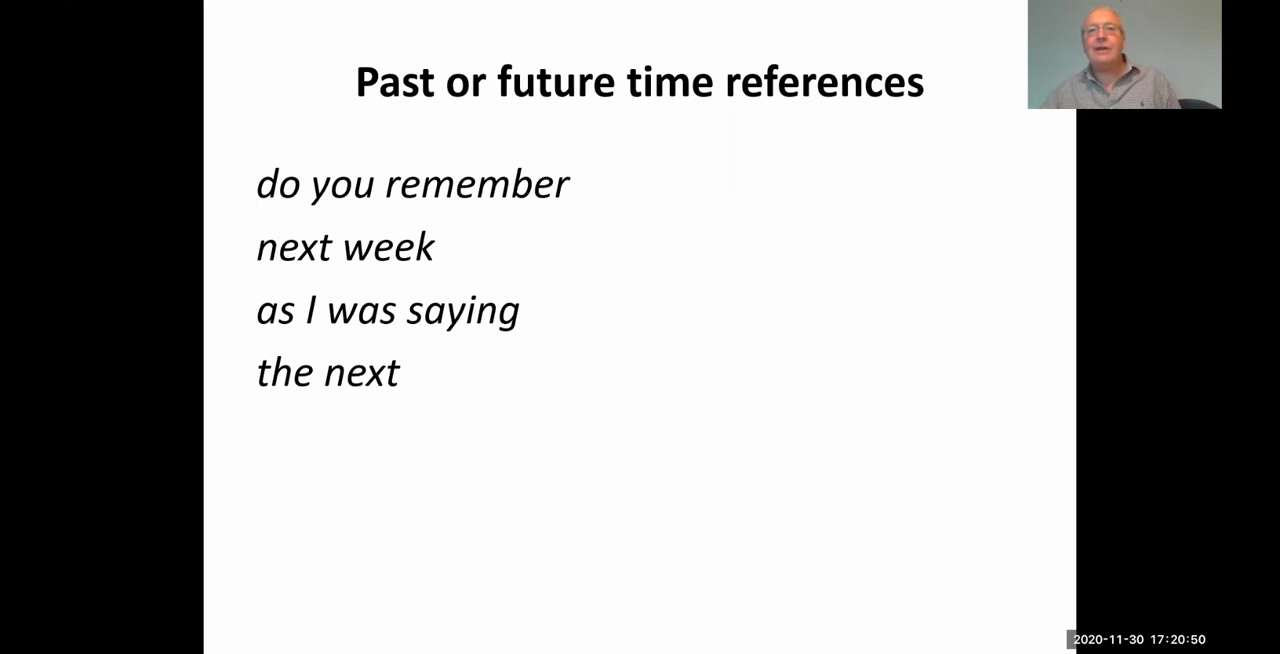 Past or future time references
do you remember
next week
as I was saying
the next
2020-11-30 17:20:50